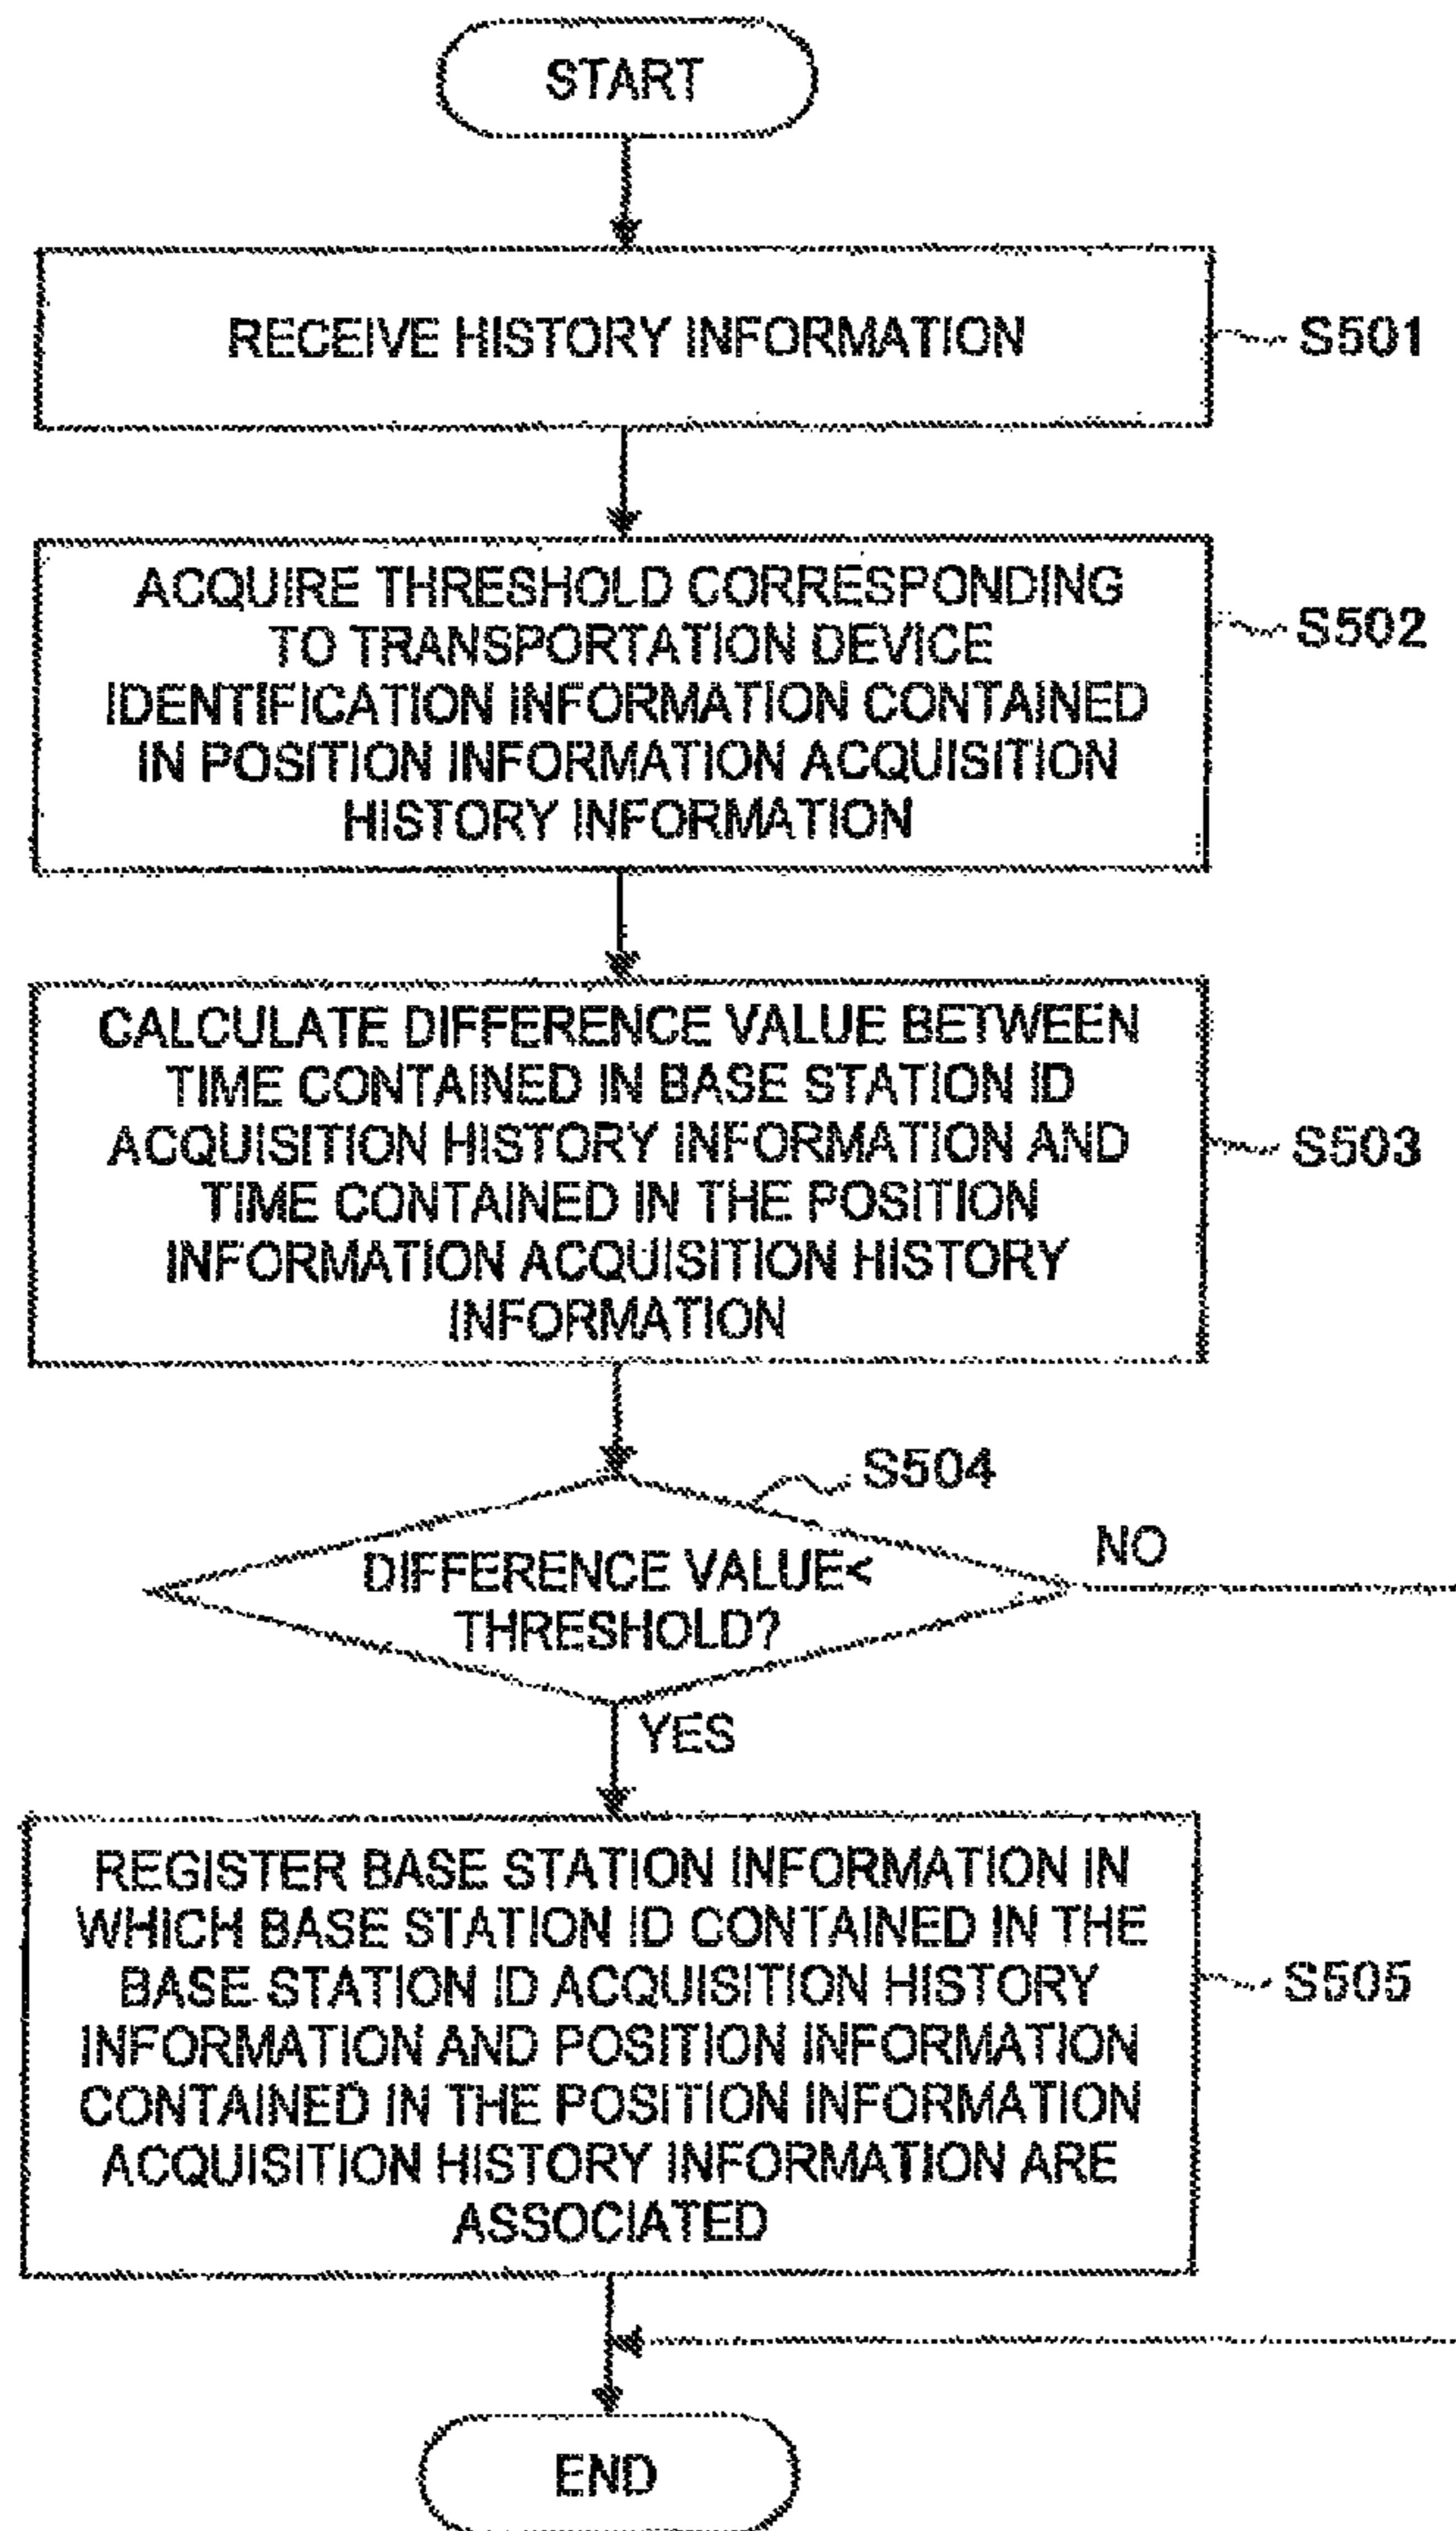 START
RECEIVE HISTORY INFORMATION
S501
ACQUIRE THRESHOLD CORRESPONDING
TO TRANSPORTATION DEVICE
IDENTIFICATION INFORMATION CONTAINED
IN POSITION INFORMATION ACQUISITION
HISTORY INFORMATION
S502
CALCULATE DIFFERENCE VALUE BETWEEN
TIME CONTAINED IN BASE STATION ID
ACQUISITION HISTORY INFORMATION AND
TIME CONTAINED IN THE POSITION
INFORMATION ACQUISITION HISTORY
INFORMATION
S503
S504
DIFFERENCE VALUE<
THRESHOLD?
NO
YES
REGISTER BASE STATION INFORMATION IN
WHICH BASE STATION ID CONTAINED IN THE
BASE STATION ID ACQUISITION HISTORY
INFORMATION AND POSITION INFORMATION
CONTAINED IN THE POSITION INFORMATION
ACQUISITION HISTORY INFORMATION ARE
ASSOCIATED
S505
END